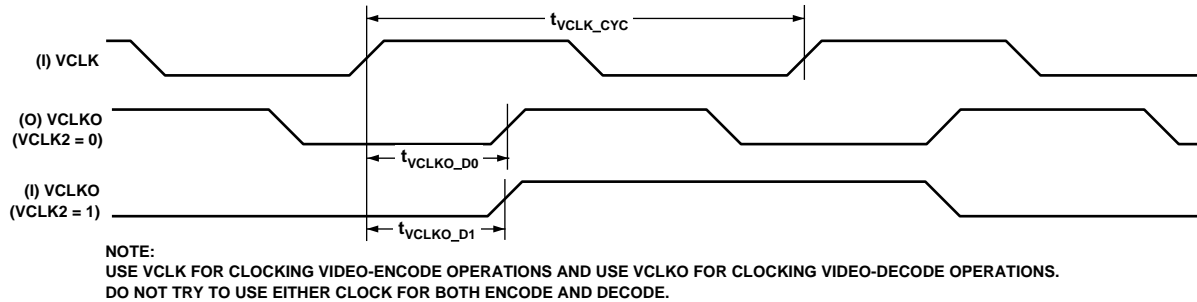 tVCLK_CYC
(I) VCLK
(O) VCLKO
(VCLK2 = 0)
tVCLKO_D0
(I) VCLKO
(VCLK2 = 1)
tVCLKO_D1
NOTE:
USE VCLK FOR CLOCKING VIDEO-ENCODE OPERATIONS AND USE VCLKO FOR CLOCKING VIDEO-DECODE OPERATIONS.
DO NOT TRY TO USE EITHER CLOCK FOR BOTH ENCODE AND DECODE.